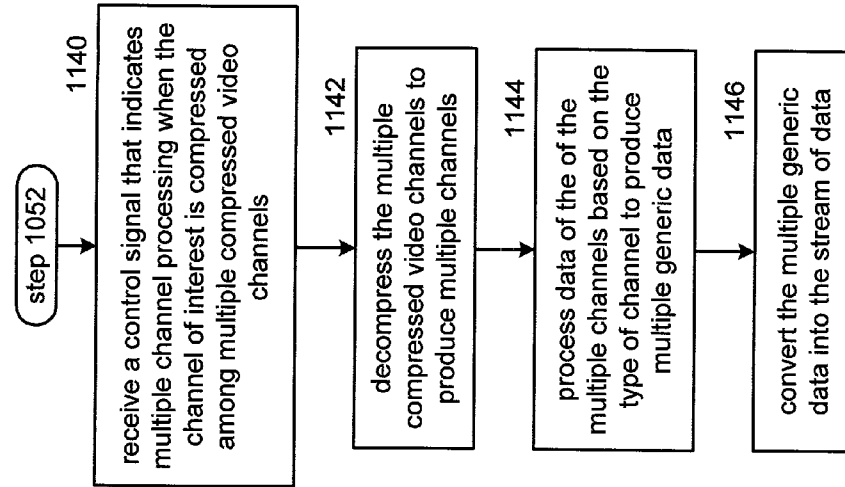 step 1052
1140
receive a control signal that indicates
multiple channel processing when the
channel of interest is compressed
among multiple compressed video
channels
1142
decompress the multiple
compressed video channels to
produce multiple channels
1144
process data of the of the
multiple channels based on the
type of channel to produce
multiple generic data
1146
convert the multiple generic
data into the stream of data